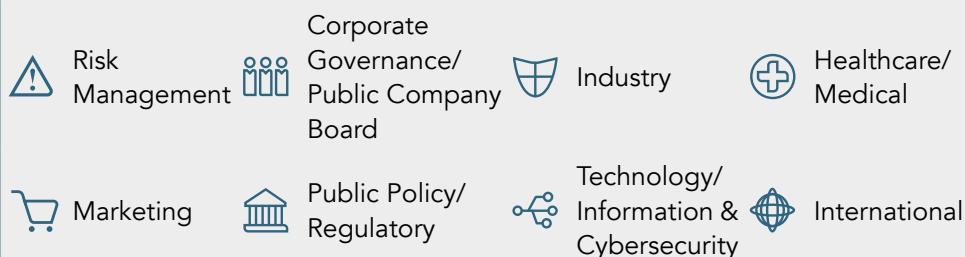 Risk
Management
Corporate
Governance/
Public Company
Board
Industry
Healthcare/
Medical
Marketing
Public Policy/
Regulatory
Technology/
Information &
Cybersecurity
International